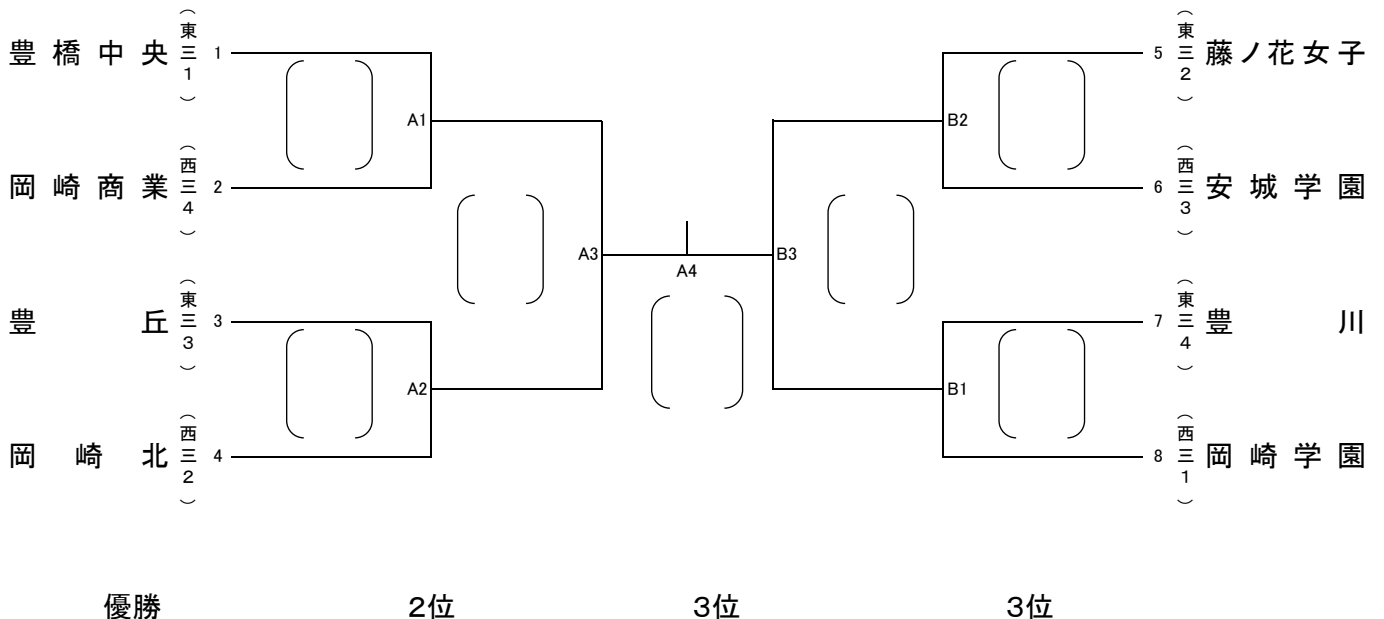 豊橋中央 (東三1) 1
A1
岡崎商業 (西三4) 2
A3
豊丘 (東三3) 3
A2
岡崎北 (西三2) 4
A4
5 (東三2) 藤ノ花女子
B2
6 (西三3) 安城学園
B3
7 (東三4) 豊川
B1
8 (西三1) 岡崎学園
優勝 2位 3位 3位